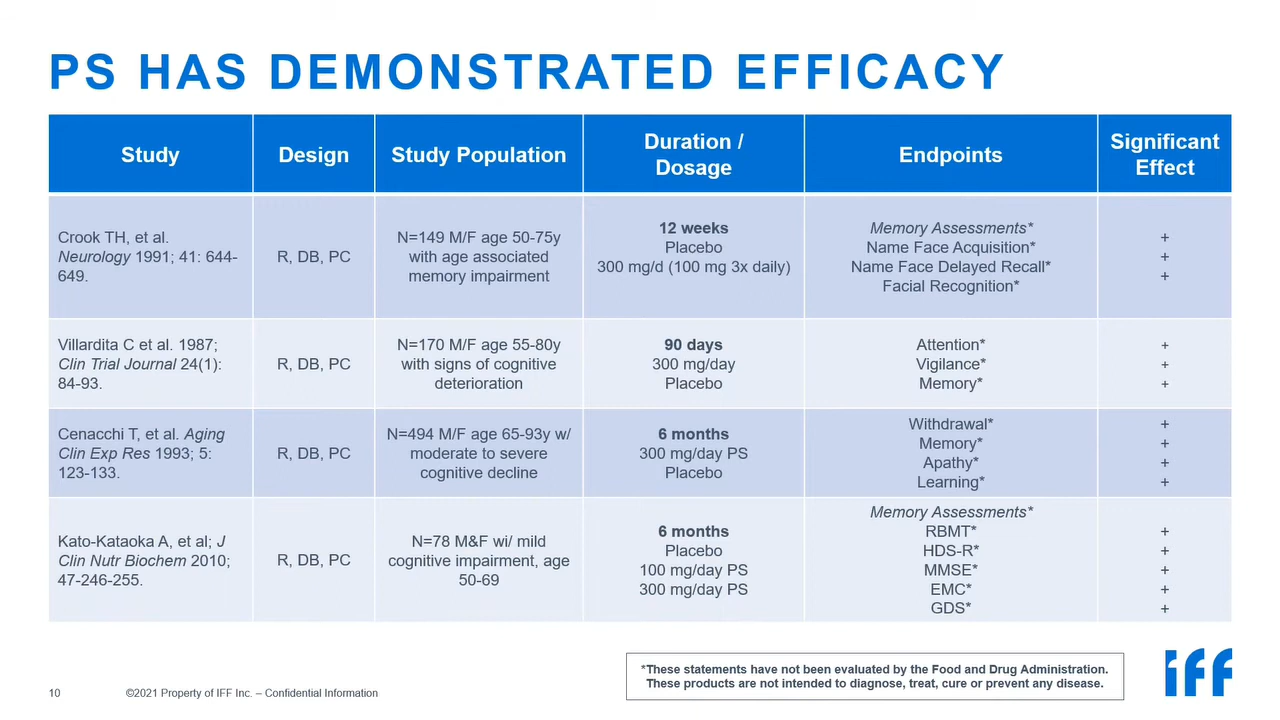 PS HAS DEMONSTRATED EFFICACY
Study
Design
Study Population
Duration /
Dosage
Endpoints
Significant
Effect
Crook TH, et al.
Neurology 1991; 41: 644-
649.
R, DB, PC
N=149 M/F age 50-75y
with age associated
memory impairment
12 weeks
Placebo
300 mg/d (100 mg 3x daily)
Memory Assessments*
Name Face Acquisition*
Name Face Delayed Recall*
Facial Recognition*
+
+
+
Villardita C et al. 1987;
Clin Trial Journal 24(1):
84-93.
R, DB, PC
N=170 M/F age 55-80y
with signs of cognitive
deterioration
90 days
300 mg/day
Placebo
Attention*
Vigilance*
Memory*
+
+
+
Cenacchi T, et al. Aging
Clin Exp Res 1993; 5:
123-133.
R, DB, PC
N=494 M/F age 65-93y w/
moderate to severe
cognitive decline
6 months
300 mg/day PS
Placebo
Withdrawal*
Memory*
Apathy*
Learning*
+
+
+
+
Kato-Kataoka A, et al; J
Clin Nutr Biochem 2010;
47-246-255.
R, DB, PC
N=78 M&F wi/ mild
cognitive impairment, age
50-69
6 months
Placebo
100 mg/day PS
300 mg/day PS
Memory Assessments*
RBMT*
HDS-R*
MMSE*
EMC*
GDS*
+
+
+
+
+
*These statements have not been evaluated by the Food and Drug Administration.
These products are not intended to diagnose, treat, cure or prevent any disease.
iff
10
©2021 Property of IFF Inc. – Confidential Information